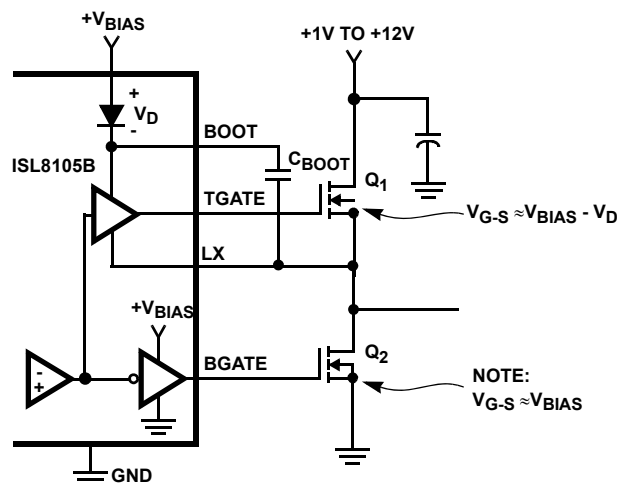 +VBIAS
+1V TO +12V
+
VD
-
BOOT
CBOOT
ISL8105B
Q1
TGATE
VG-S ≈VBIAS - VD
LX
+VBIAS
Q2
BGATE
-
+
NOTE:
VG-S ≈VBIAS
GND